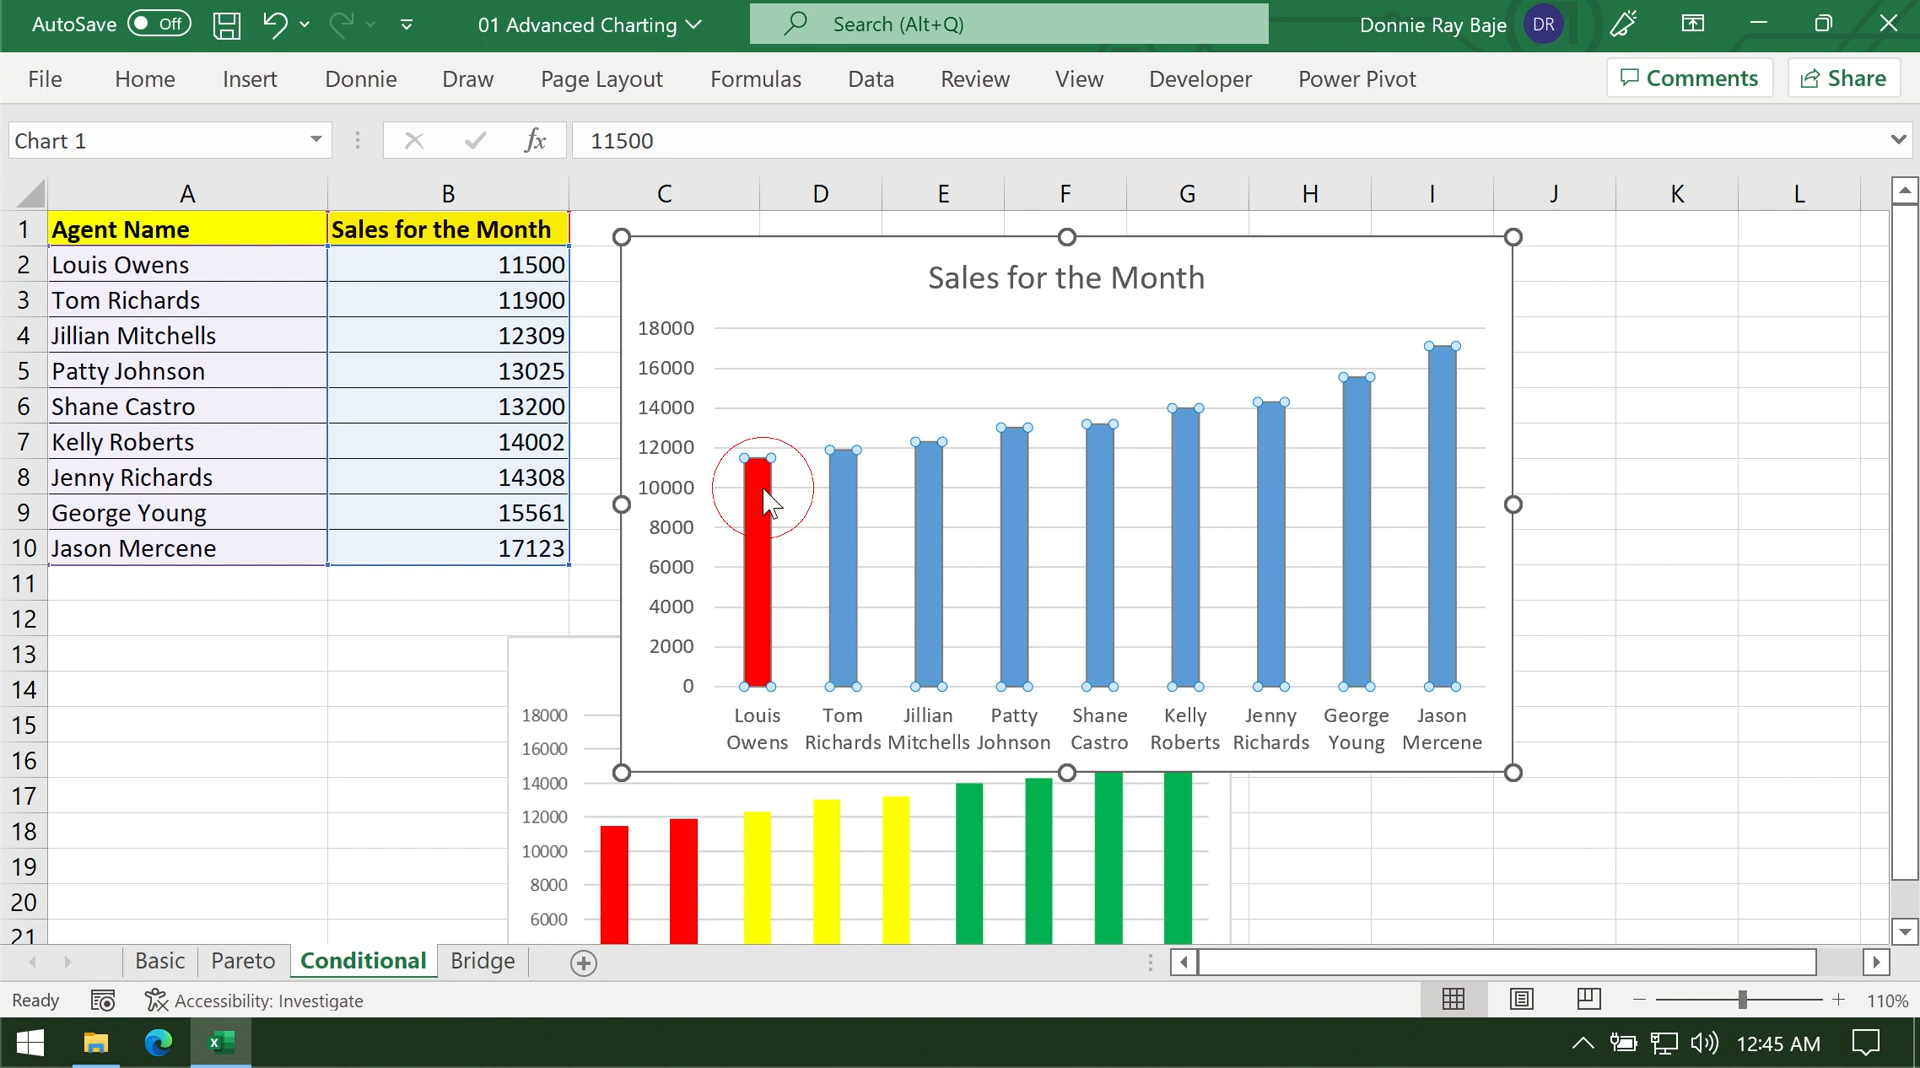 AutoSave Off 01 Advanced Charting Search (Alt+Q) Donnie Ray Baje DR
File Home Insert Donnie Draw Page Layout Formulas Data Review View Developer Power Pivot Comments Share
Chart 1 fx 11500
A B C D E F G H I J K L
1 Agent Name Sales for the Month
2 Louis Owens 11500
3 Tom Richards 11900
4 Jillian Mitchells 12309
5 Patty Johnson 13025
6 Shane Castro 13200
7 Kelly Roberts 14002
8 Jenny Richards 14308
9 George Young 15561
10 Jason Mercene 17123
11
12
13
14
15
16
17
18
19
20
21
Sales for the Month
18000
16000
14000
12000
10000
8000
6000
4000
2000
0
Louis Tom Jillian Patty Shane Kelly Jenny George Jason
Owens Richards Mitchells Johnson Castro Roberts Richards Young Mercene
18000
16000
14000
12000
10000
8000
6000
Basic Pareto Conditional Bridge
Ready Accessibility: Investigate 110%
12:45 AM